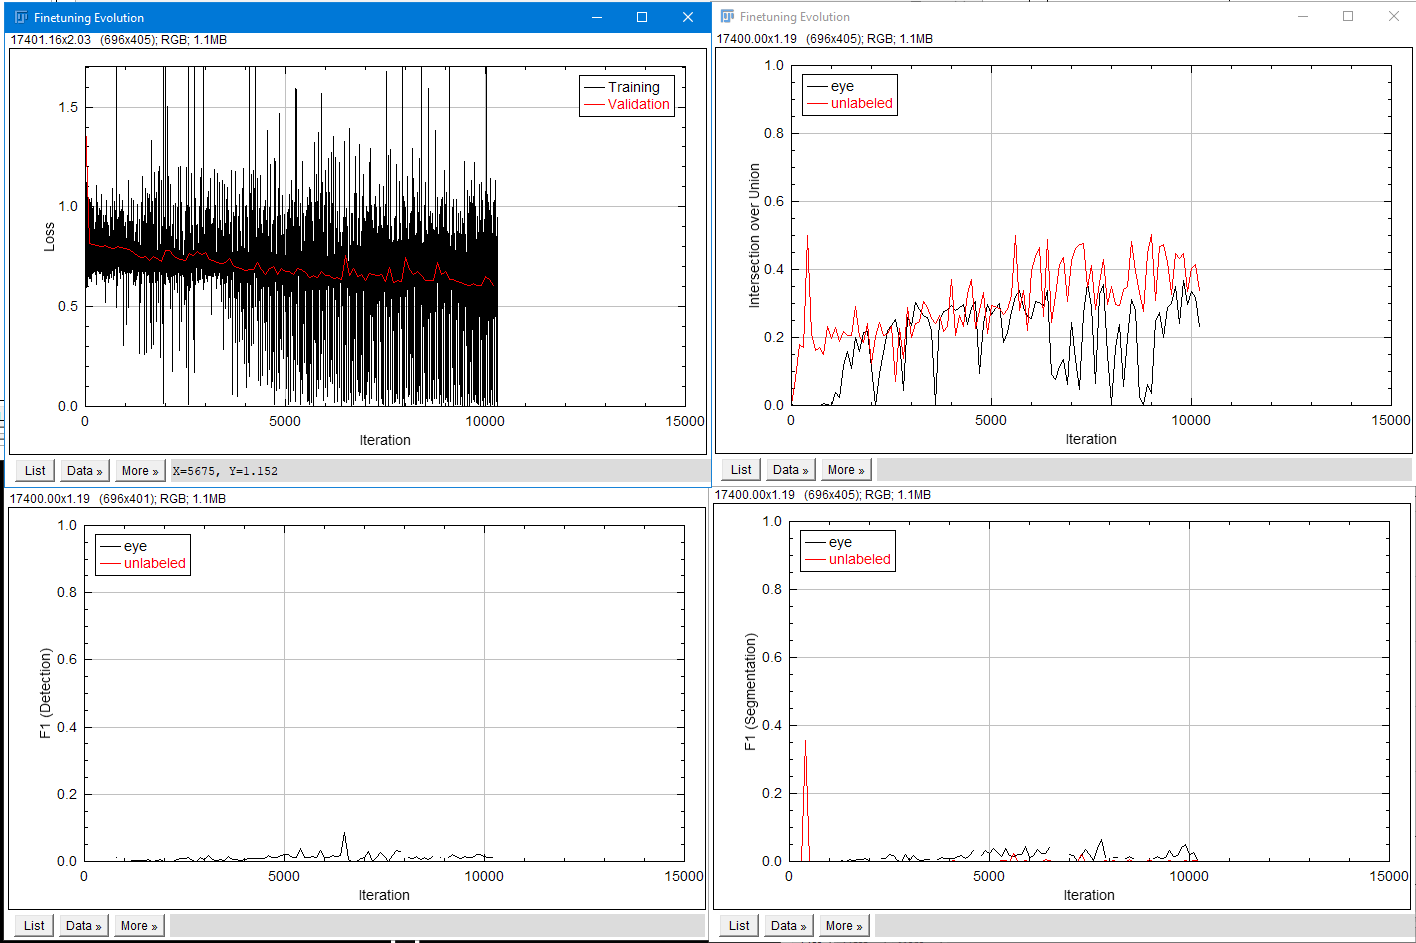 Finetuning Evolution
17401.16x2.03 (696x405); RGB; 1.1MB
Training
Validation
1.5
1.0
0.5
0.0
Loss
0
5000
10000
15000
Iteration
List
Data »
More »
X=5675, Y=1.152
Finetuning Evolution
17400.00x1.19 (696x405); RGB; 1.1MB
eye
unlabeled
1.0
0.8
0.6
0.4
0.2
0.0
Intersection over Union
0
5000
10000
15000
Iteration
List
Data »
More »
17400.00x1.19 (696x401); RGB; 1.1MB
eye
unlabeled
1.0
0.8
0.6
0.4
0.2
0.0
F1 (Detection)
0
5000
10000
15000
Iteration
List
Data »
More »
17400.00x1.19 (696x405); RGB; 1.1MB
eye
unlabeled
1.0
0.8
0.6
0.4
0.2
0.0
F1 (Segmentation)
0
5000
10000
15000
Iteration
List
Data »
More »